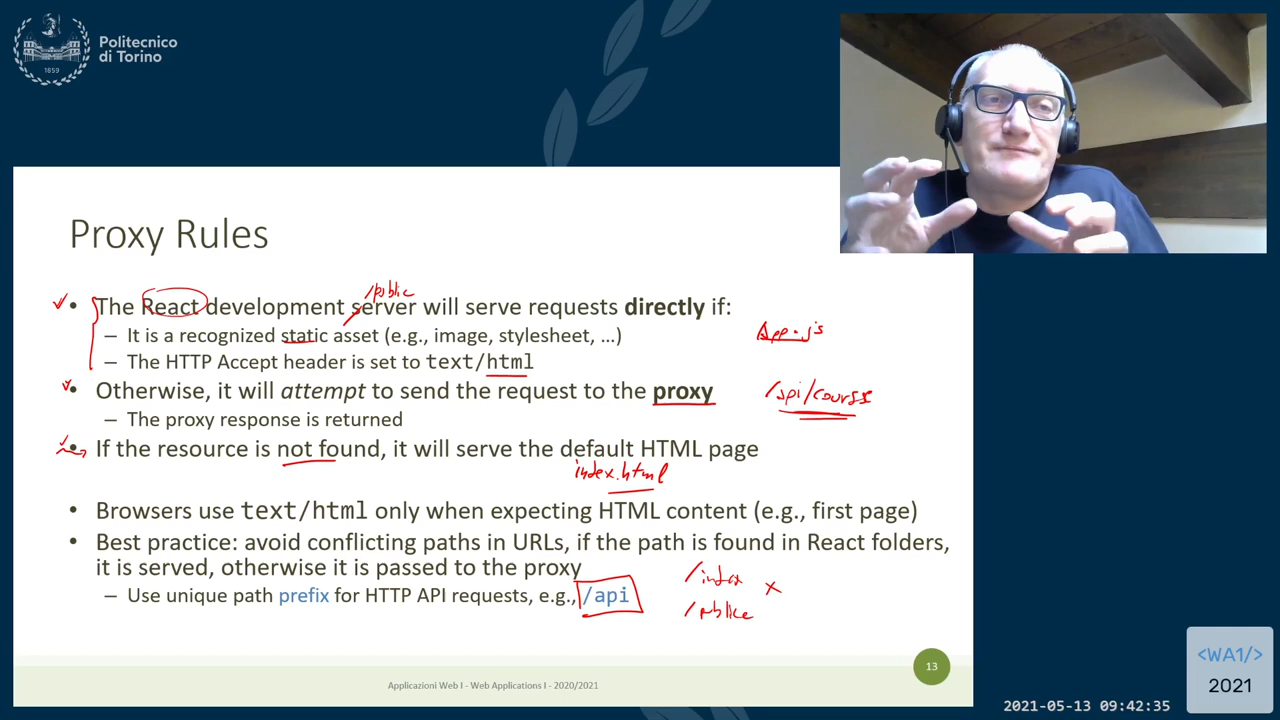 Politecnico
di Torino
1859
Proxy Rules
/public
• The React development server will serve requests directly if:
– It is a recognized static asset (e.g., image, stylesheet, …)
App.js
– The HTTP Accept header is set to text/html
• Otherwise, it will attempt to send the request to the proxy
/api/courses
– The proxy response is returned
• If the resource is not found, it will serve the default HTML page
index.html
• Browsers use text/html only when expecting HTML content (e.g., first page)
• Best practice: avoid conflicting paths in URLs, if the path is found in React folders,
it is served, otherwise it is passed to the proxy
/index x
– Use unique path prefix for HTTP API requests, e.g., /api
/public
13
Applicazioni Web I - Web Applications I - 2020/2021
<WA1/>
2021
2021-05-13 09:42:35